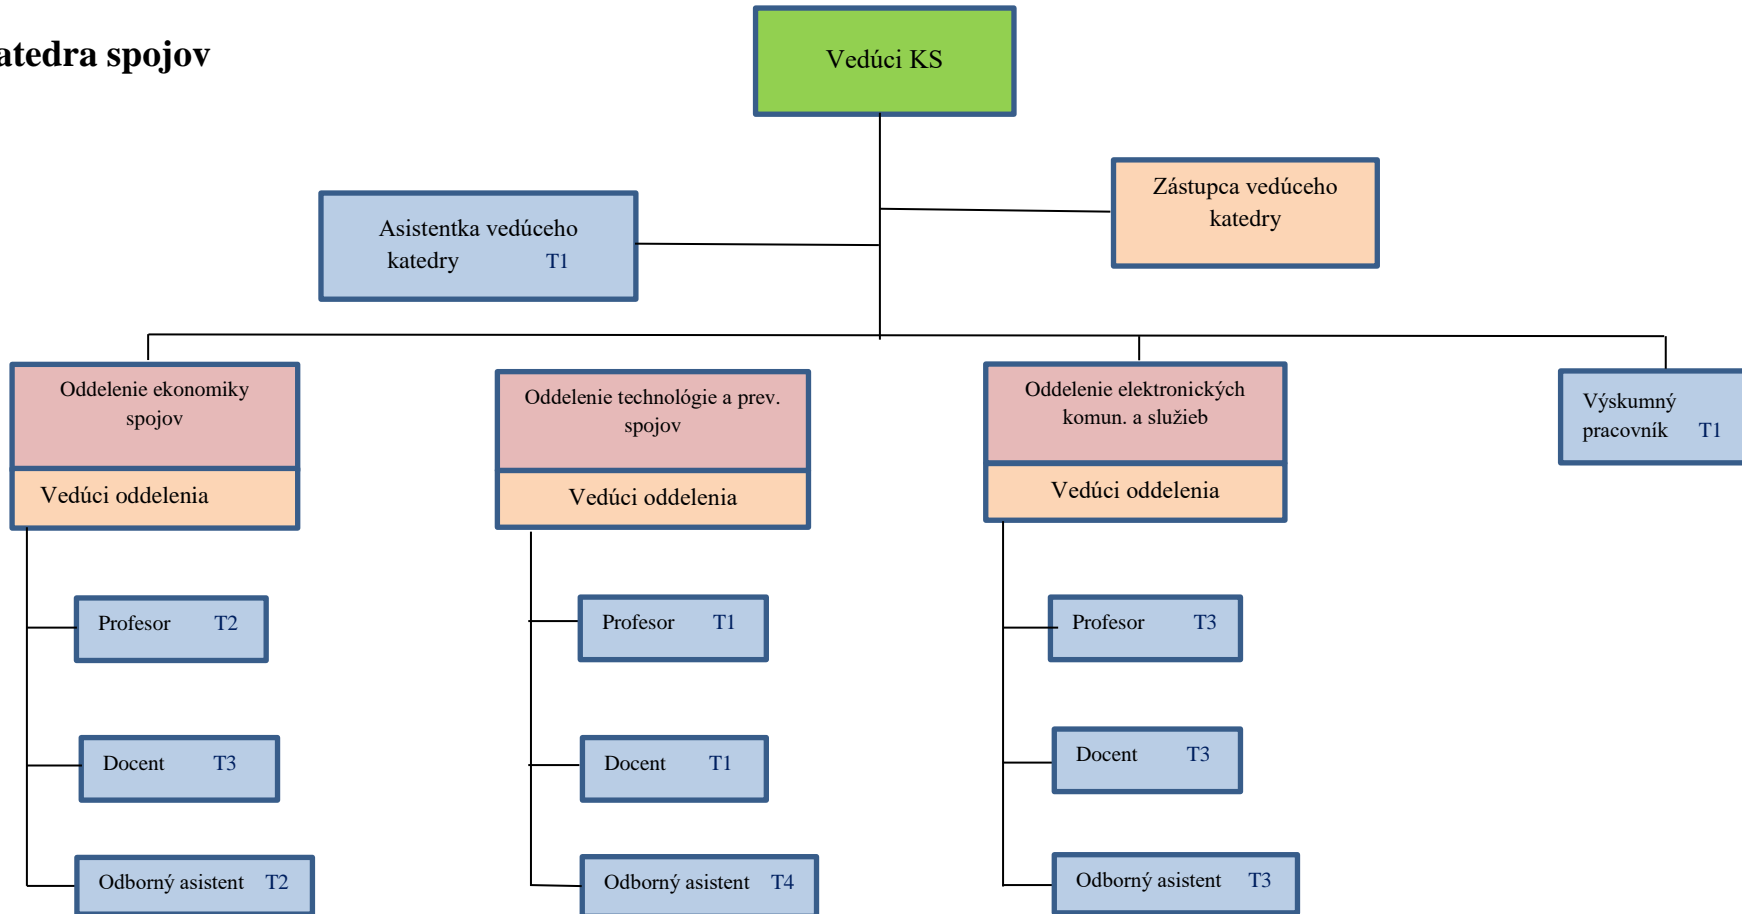 atedra spojov
Vedúci KS
Zástupca vedúceho
katedry
Asistentka vedúceho
katedry T1
Oddelenie ekonomiky
spojov
Vedúci oddelenia
Oddelenie technológie a prev.
spojov
Vedúci oddelenia
Oddelenie elektronických
komun. a služieb
Vedúci oddelenia
Výskumný
pracovník T1
Profesor T2
Profesor T1
Profesor T3
Docent T3
Docent T1
Docent T3
Odborný asistent T2
Odborný asistent T4
Odborný asistent T3